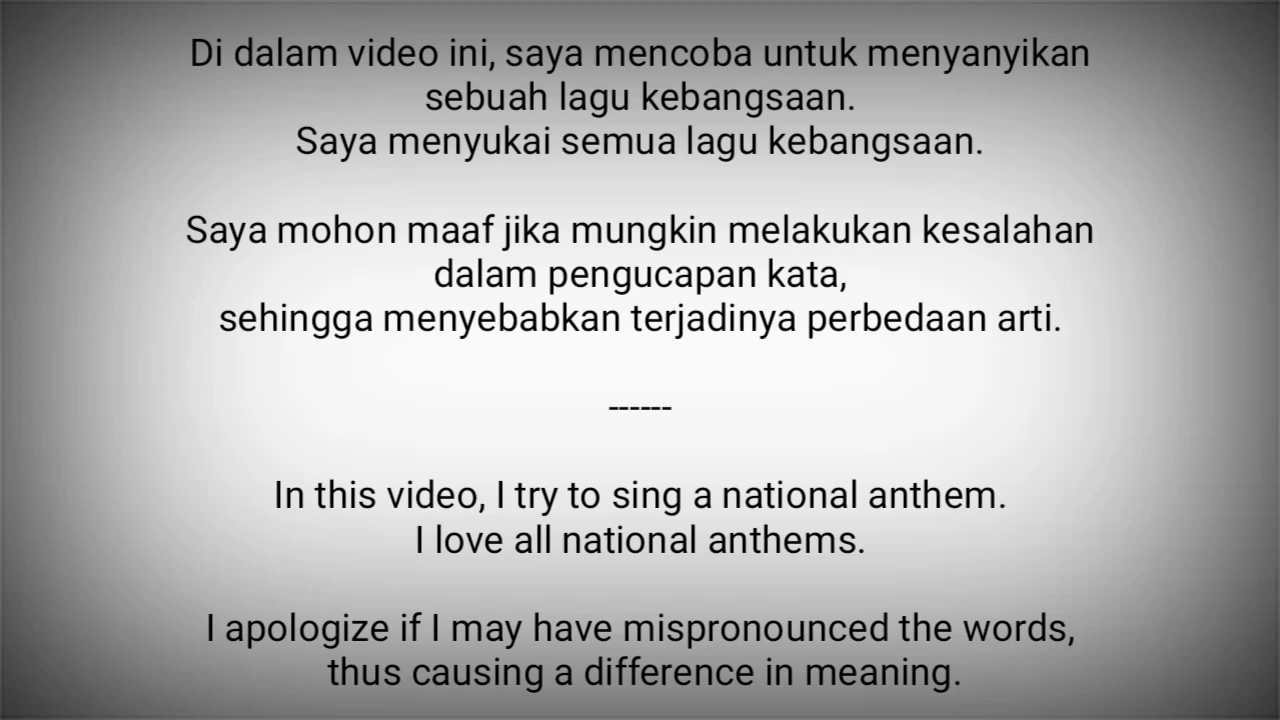 Di dalam video ini, saya mencoba untuk menyanyikan
sebuah lagu kebangsaan.
Saya menyukai semua lagu kebangsaan.
Saya mohon maaf jika mungkin melakukan kesalahan
dalam pengucapan kata,
sehingga menyebabkan terjadinya perbedaan arti.
------
In this video, I try to sing a national anthem.
I love all national anthems.
I apologize if I may have mispronounced the words,
thus causing a difference in meaning.